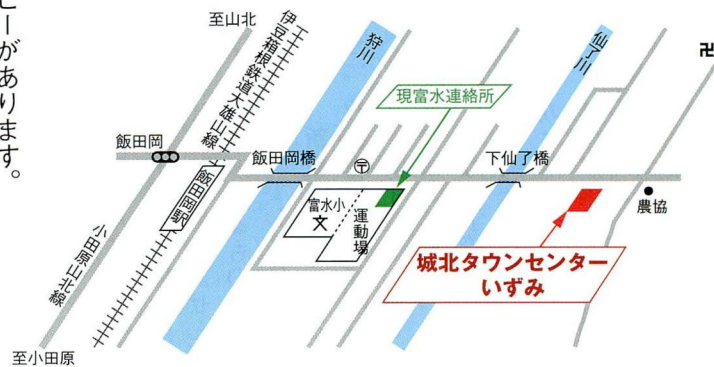 ピーがあります。
至山北
伊豆箱根鉄道大雄山線
狩川
仙了川
卍
現富水連絡所
飯田岡
飯田岡橋
〒
下仙了橋
飯田岡駅
富水小
文
運動場
農協
小田原山北線
城北タウンセンター
いずみ
至小田原